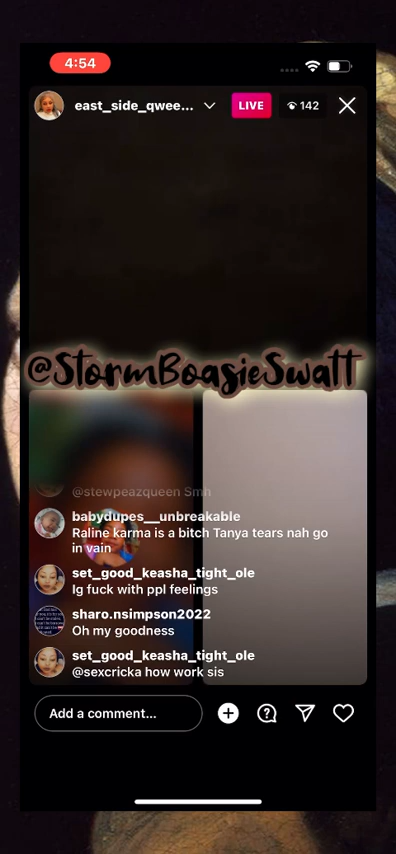 4:54
east_side_qwee...
LIVE
142
@StormBoasieSwatt
@stewpeazqueen Smh
babydupes__unbreakable
Raline karma is a bitch Tanya tears nah go
in vain
set_good_keasha_tight_ole
Ig fuck with ppl feelings
sharo.nsimpson2022
Oh my goodness
set_good_keasha_tight_ole
@sexcricka how work sis
Add a comment...